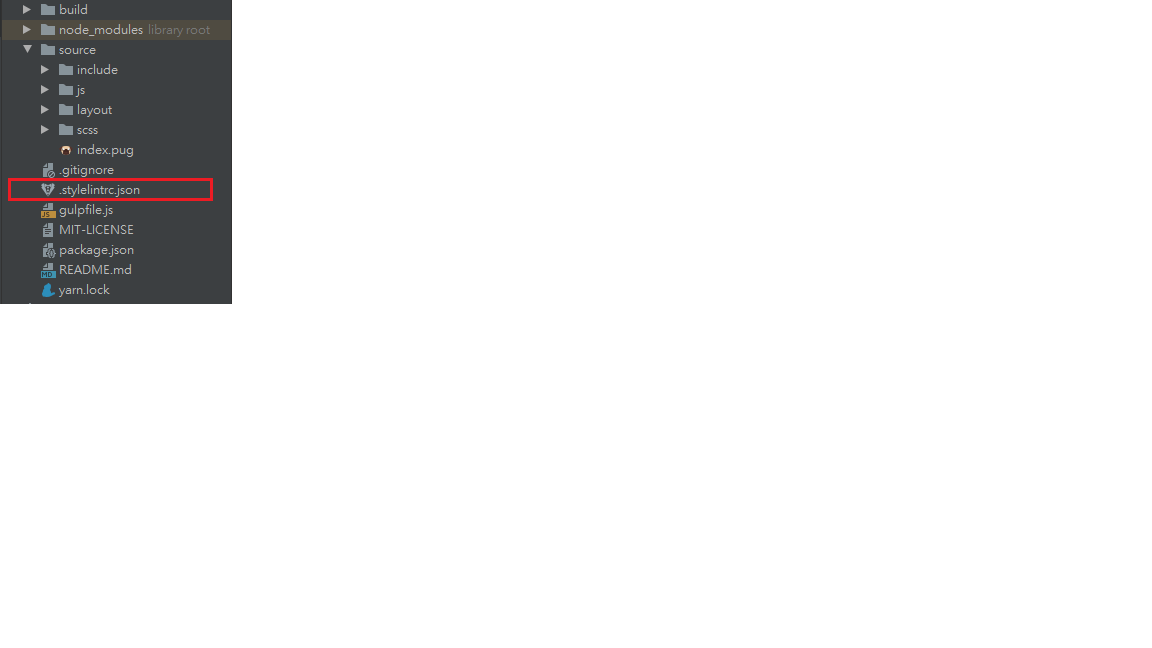 build
node_modules library root
source
include
js
layout
scss
index.pug
.gitignore
.stylelintrc.json
gulpfile.js
MIT-LICENSE
package.json
README.md
yarn.lock